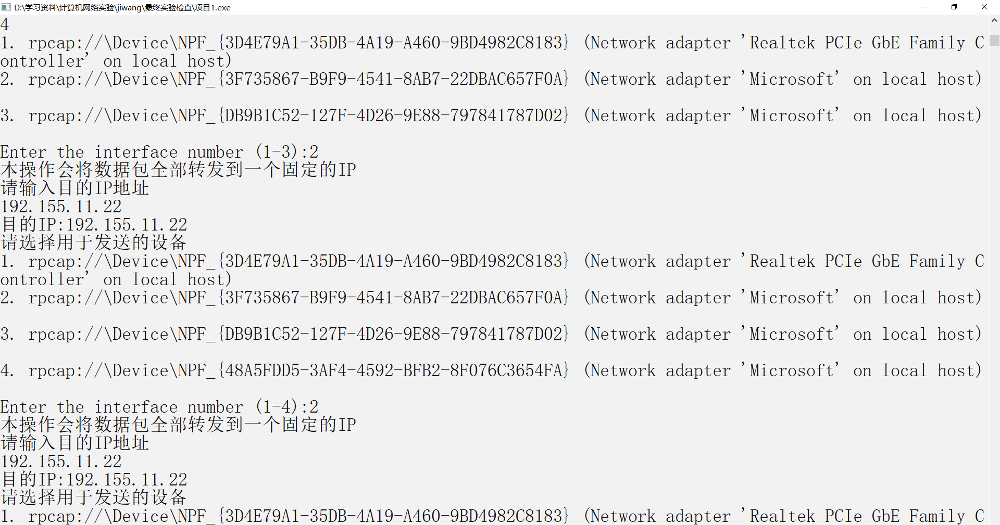 D:\学习资料\计算机网络实验\jiwang\最终实验检查\项目1.exe
4
1. rpcap://\Device\NPF_{3D4E79A1-35DB-4A19-A460-9BD4982C8183} (Network adapter 'Realtek PCIe GbE Family C
ontroller' on local host)
2. rpcap://\Device\NPF_{3F735867-B9F9-4541-8AB7-22DBAC657F0A} (Network adapter 'Microsoft' on local host)
3. rpcap://\Device\NPF_{DB9B1C52-127F-4D26-9E88-797841787D02} (Network adapter 'Microsoft' on local host)
Enter the interface number (1-3):2
本操作会将数据包全部转发到一个固定的IP
请输入目的IP地址
192.155.11.22
目的IP:192.155.11.22
请选择用于发送的设备
1. rpcap://\Device\NPF_{3D4E79A1-35DB-4A19-A460-9BD4982C8183} (Network adapter 'Realtek PCIe GbE Family C
ontroller' on local host)
2. rpcap://\Device\NPF_{3F735867-B9F9-4541-8AB7-22DBAC657F0A} (Network adapter 'Microsoft' on local host)
3. rpcap://\Device\NPF_{DB9B1C52-127F-4D26-9E88-797841787D02} (Network adapter 'Microsoft' on local host)
4. rpcap://\Device\NPF_{48A5FDD5-3AF4-4592-BFB2-8F076C3654FA} (Network adapter 'Microsoft' on local host)
Enter the interface number (1-4):2
本操作会将数据包全部转发到一个固定的IP
请输入目的IP地址
192.155.11.22
目的IP:192.155.11.22
请选择用于发送的设备
1. rpcap://\Device\NPF_{3D4E79A1-35DB-4A19-A460-9BD4982C8183} (Network adapter 'Realtek PCIe GbE Family C